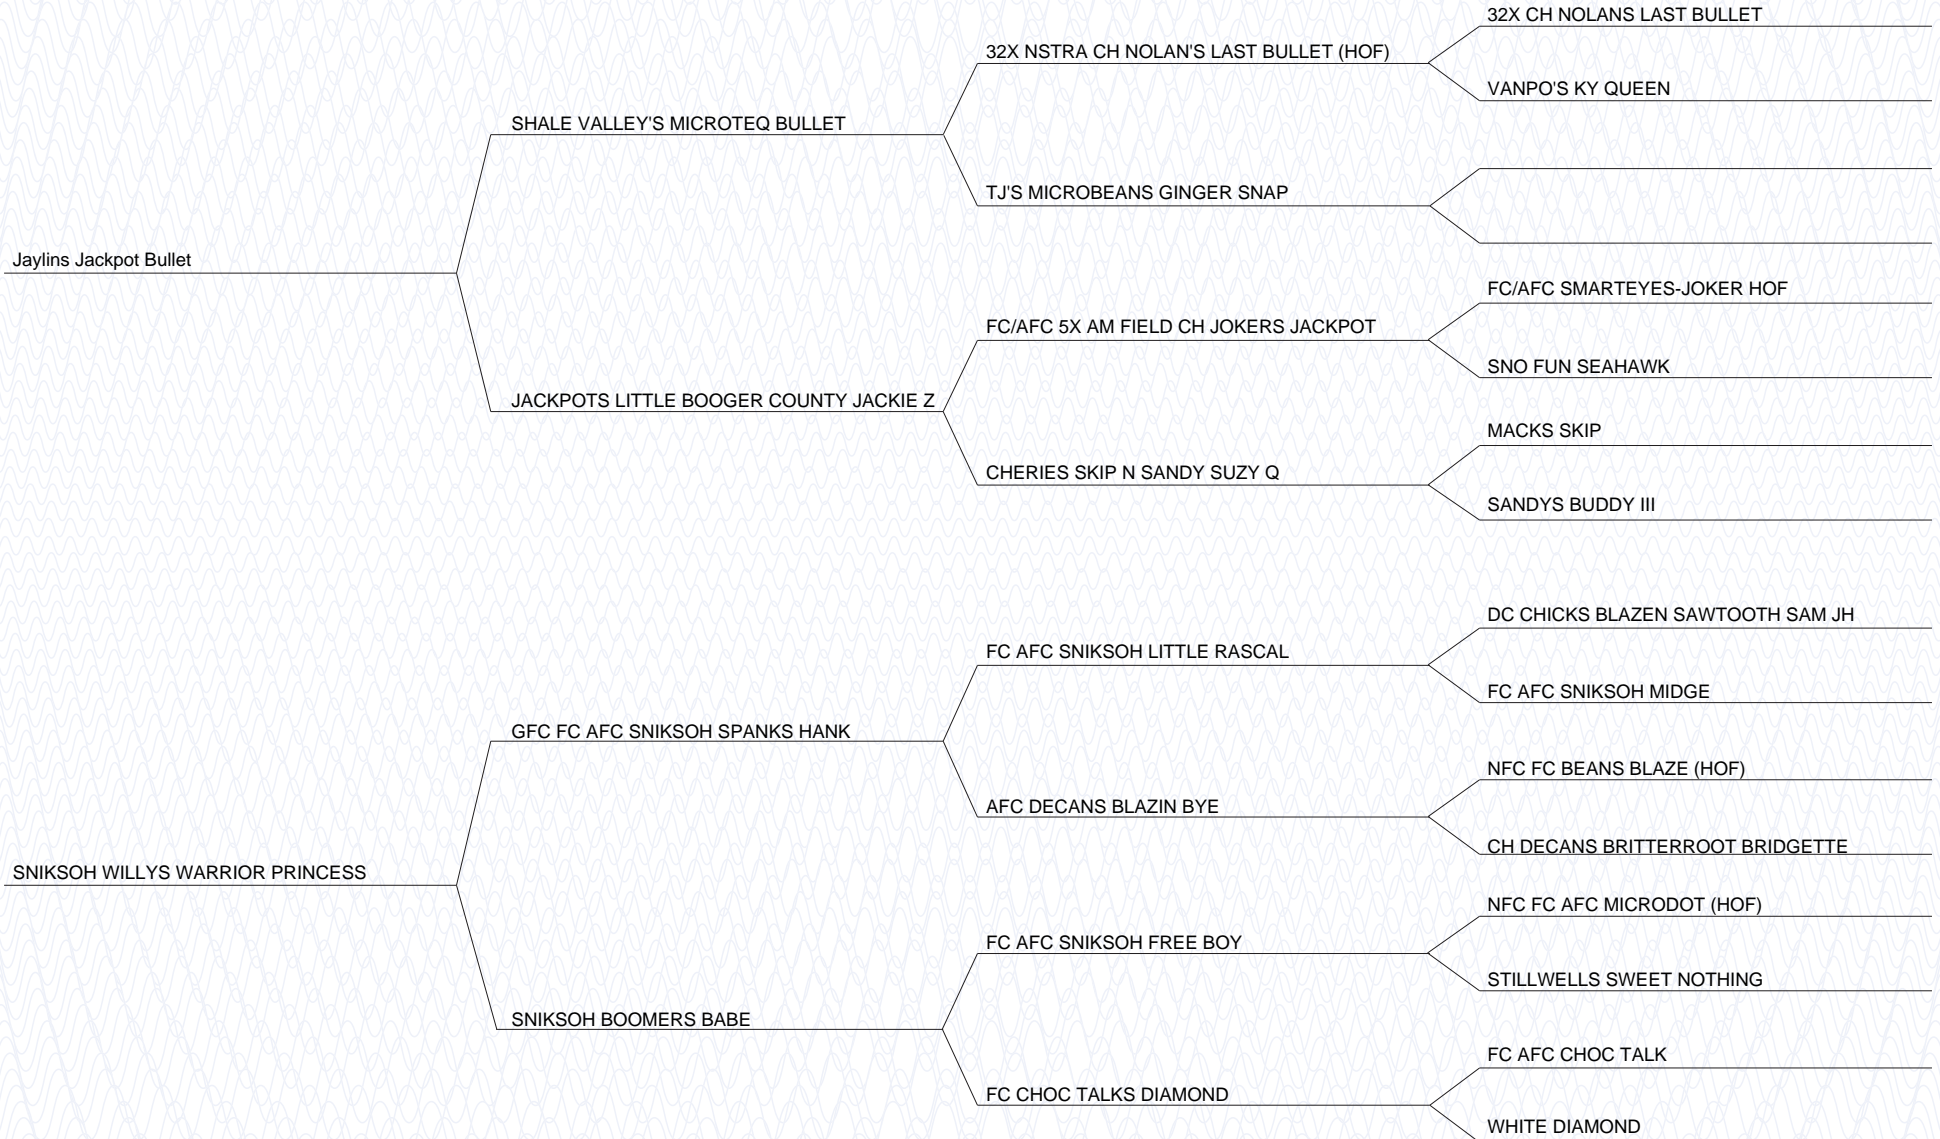 32X CH NOLANS LAST BULLET
32X NSTRA CH NOLAN'S LAST BULLET (HOF)
VANPO'S KY QUEEN
SHALE VALLEY'S MICROTEQ BULLET
TJ'S MICROBEANS GINGER SNAP
Jaylins Jackpot Bullet
FC/AFC SMARTEYES-JOKER HOF
FC/AFC 5X AM FIELD CH JOKERS JACKPOT
SNO FUN SEAHAWK
JACKPOTS LITTLE BOOGER COUNTY JACKIE Z
MACKS SKIP
CHERIES SKIP N SANDY SUZY Q
SANDYS BUDDY III
DC CHICKS BLAZEN SAWTOOTH SAM JH
FC AFC SNIKSOH LITTLE RASCAL
FC AFC SNIKSOH MIDGE
GFC FC AFC SNIKSOH SPANKS HANK
NFC FC BEANS BLAZE (HOF)
AFC DECANS BLAZIN BYE
CH DECANS BRITTERROOT BRIDGETTE
SNIKSOH WILLYS WARRIOR PRINCESS
NFC FC AFC MICRODOT (HOF)
FC AFC SNIKSOH FREE BOY
STILLWELLS SWEET NOTHING
SNIKSOH BOOMERS BABE
FC AFC CHOC TALK
FC CHOC TALKS DIAMOND
WHITE DIAMOND